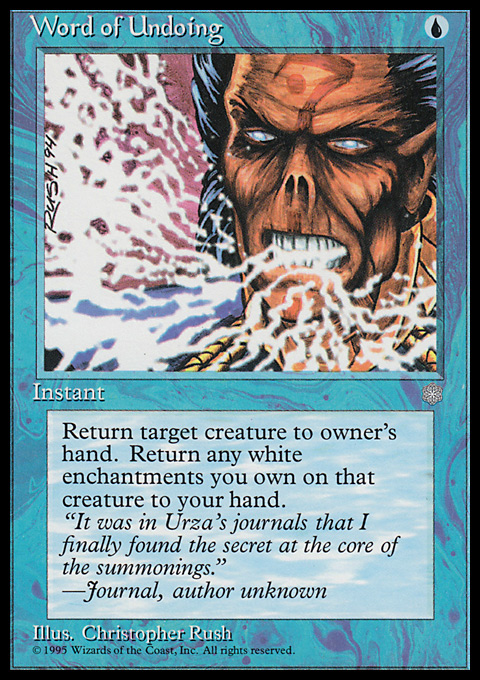 Word of Undoing
RUSH 94
Instant
Return target creature to owner's
hand. Return any white
enchantments you own on that
creature to your hand.
"It was in Urza's journals that I
finally found the secret at the core of
the summonings."
—Journal, author unknown
Illus. Christopher Rush
© 1995 Wizards of the Coast, Inc. All rights reserved.